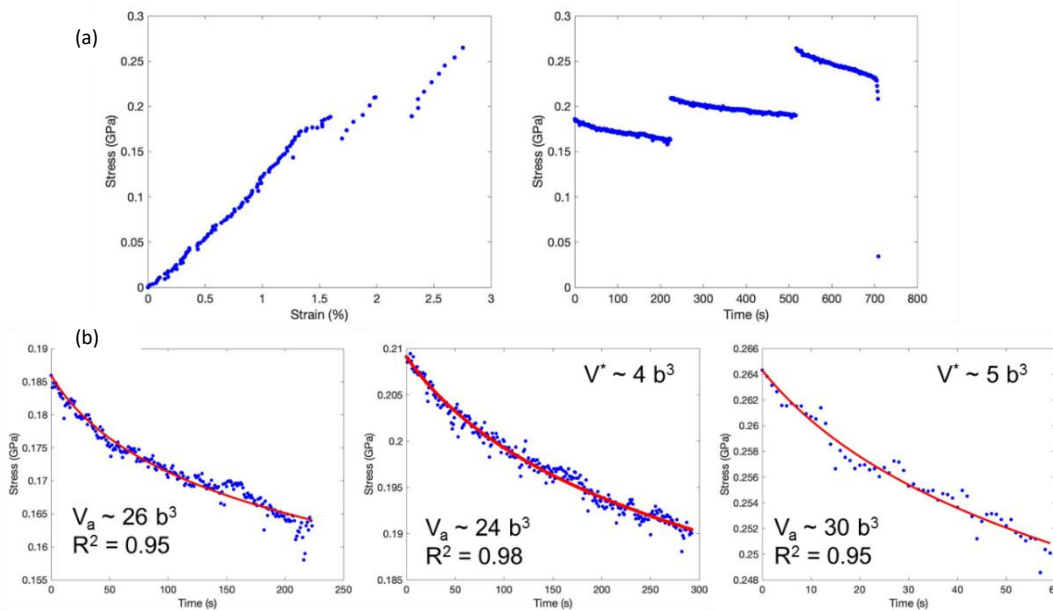 (a)
0.3
0.25
0.2
0.15
0.1
0.05
0
Stress (GPa)
0 0.5 1 1.5 2 2.5 3
Strain (%)
0.3
0.25
0.2
0.15
0.1
0.05
0
Stress (GPa)
0 100 200 300 400 500 600 700 800
Time (s)
(b)
0.19
0.185
0.18
0.175
0.17
0.165
0.16
0.155
Stress (GPa)
Va ~ 26 b³
R² = 0.95
0 50 100 150 200 250
Time (s)
0.21
0.205
0.2
0.195
0.19
0.185
Stress (GPa)
V* ~ 4 b³
Va ~ 24 b³
R² = 0.98
0 50 100 150 200 250 300
Time (s)
0.266
0.264
0.262
0.26
0.256
0.254
0.252
0.25
0.248
Stress (GPa)
V* ~ 5 b³
Va ~ 30 b³
R² = 0.95
0 10 20 30 40 50
Time (s)